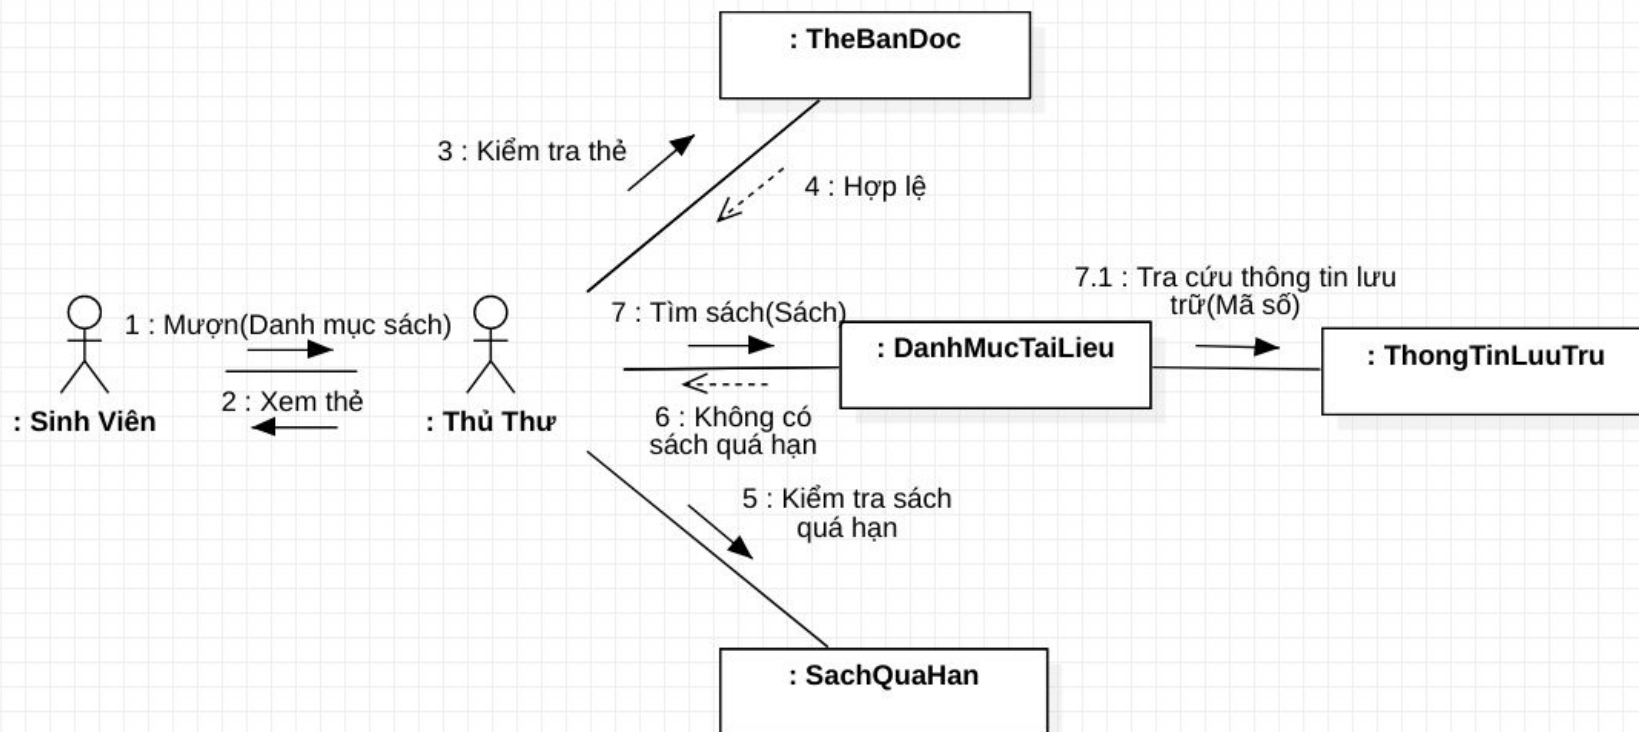 : TheBanDoc
3 : Kiểm tra thẻ
4 : Hợp lệ
7.1 : Tra cứu thông tin lưu
trữ(Mã số)
1 : Mượn(Danh mục sách)
7 : Tìm sách(Sách)
: DanhMucTaiLieu
: ThongTinLuuTru
2 : Xem thẻ
: Sinh Viên
: Thủ Thư
6 : Không có
sách quá hạn
5 : Kiểm tra sách
quá hạn
: SachQuaHan